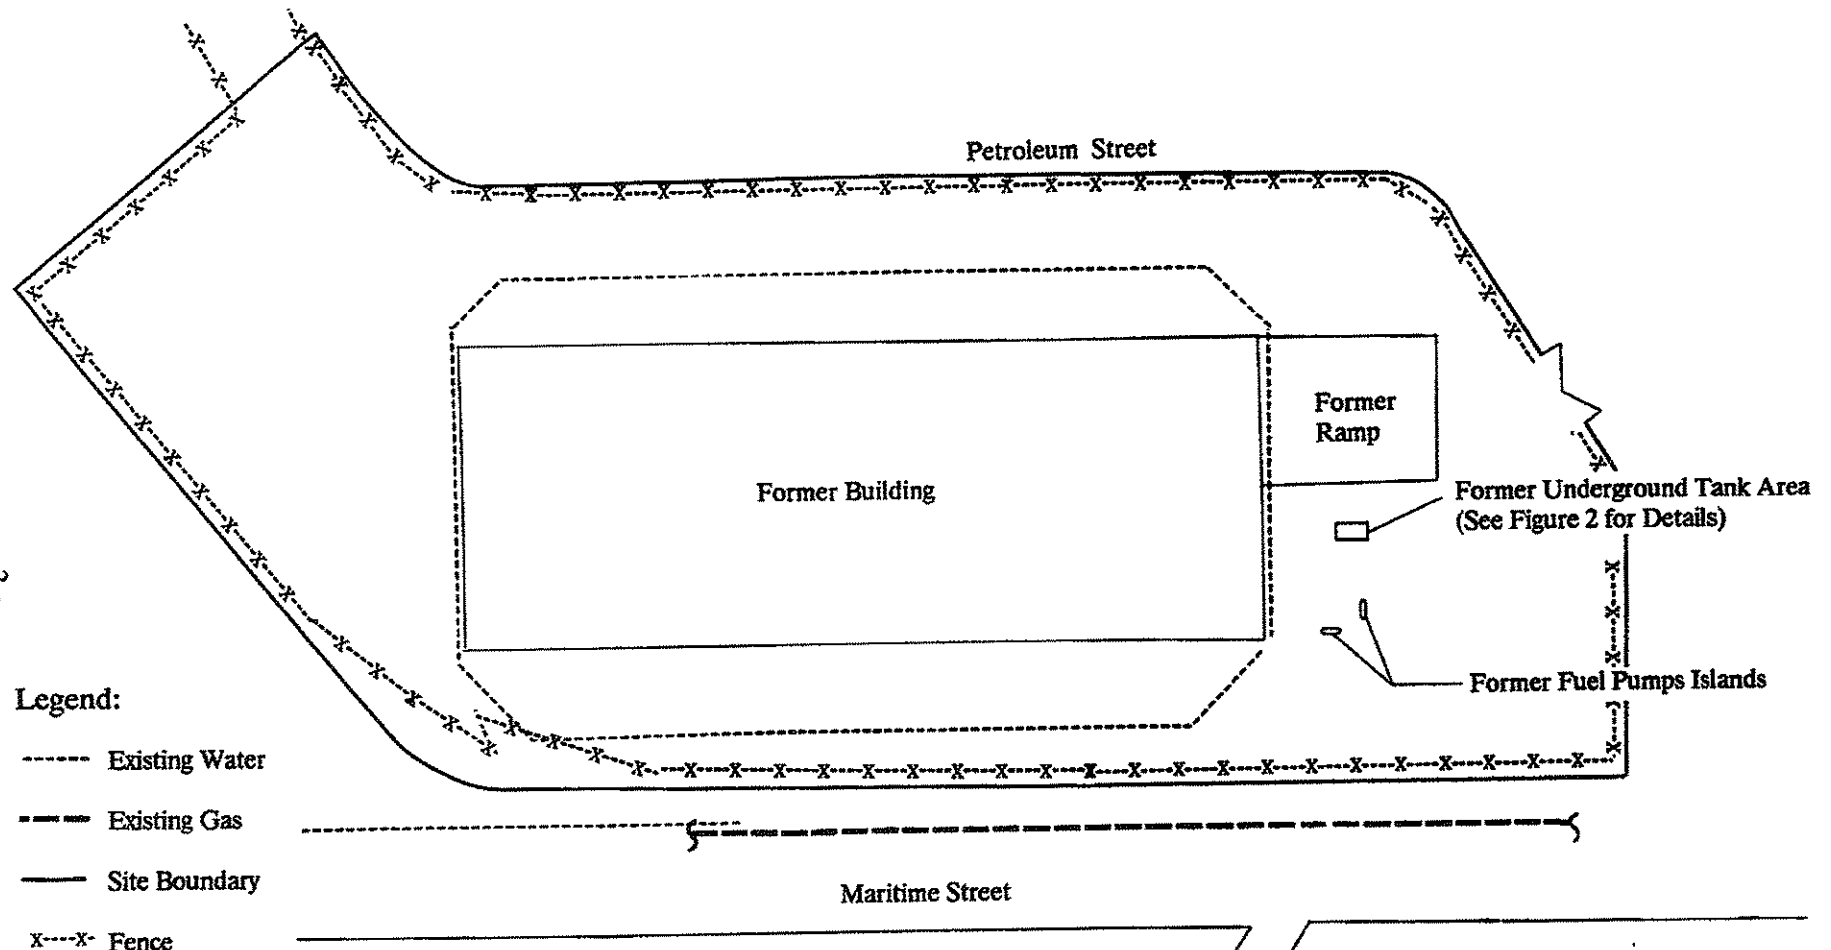 Petroleum Street
Former
Ramp
Former Building
Former Underground Tank Area
(See Figure 2 for Details)
Former Fuel Pumps Islands
Legend:
Existing Water
Existing Gas
Site Boundary
X----X- Fence
Maritime Street